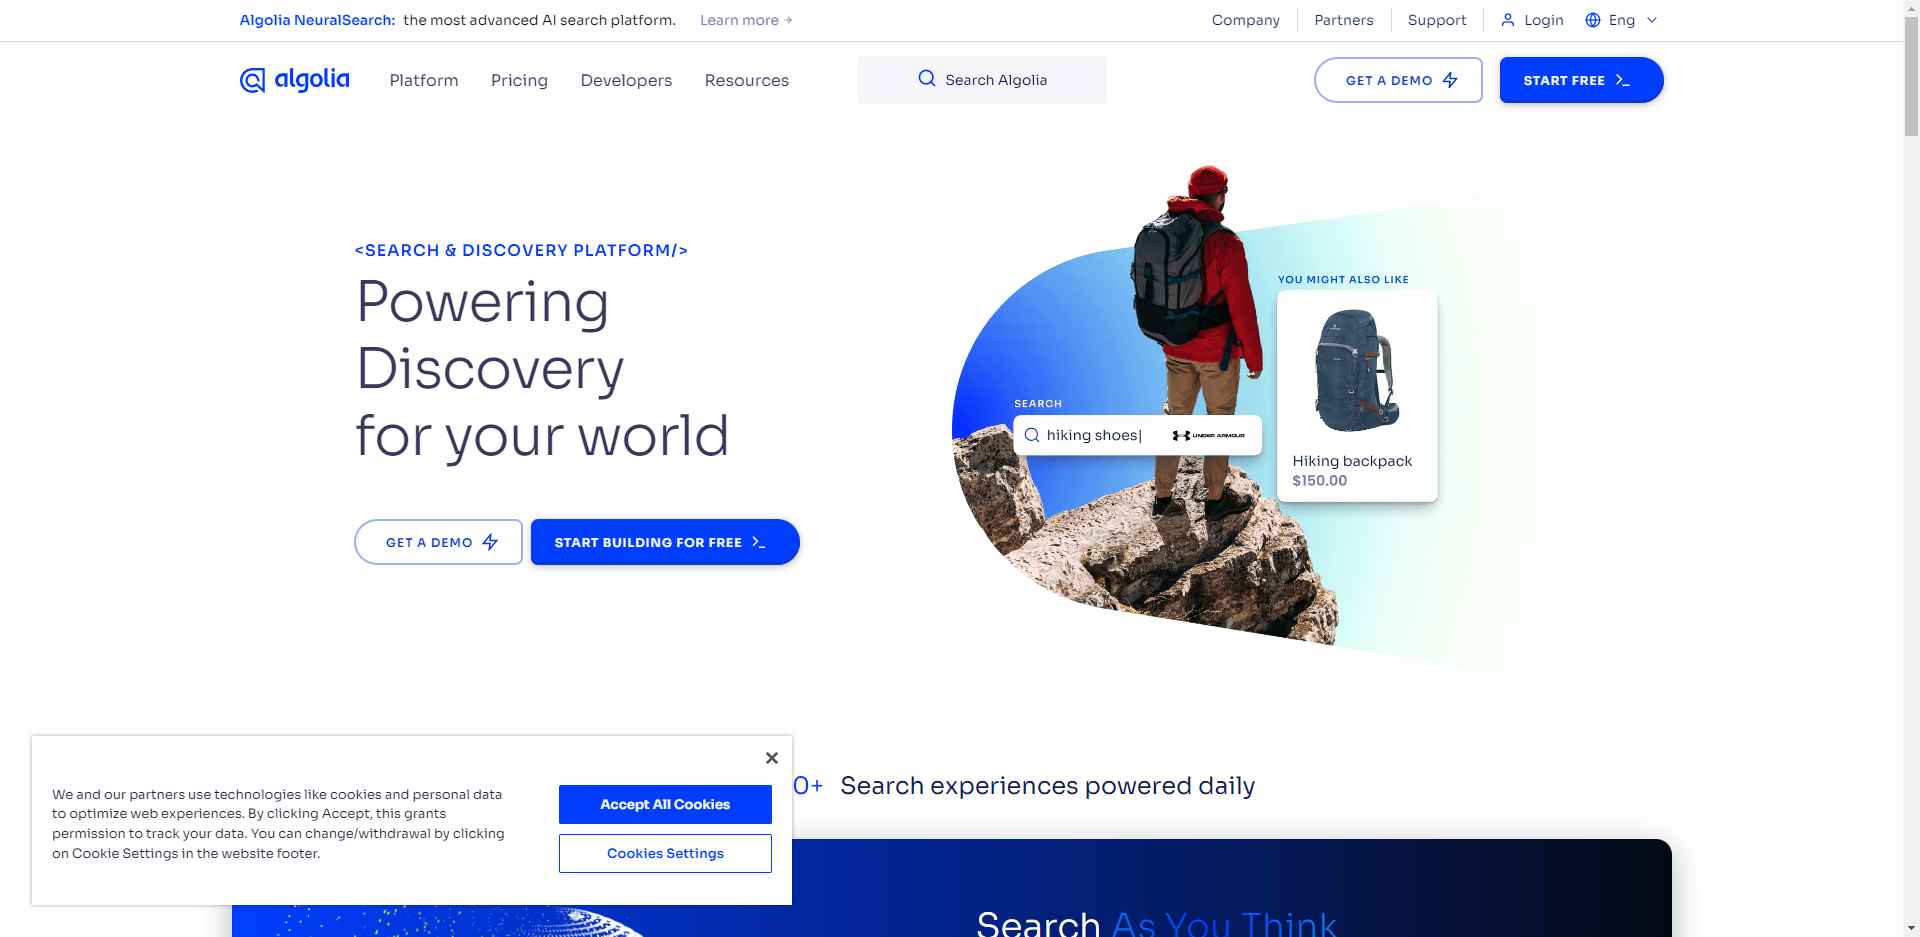 Algolia NeuralSearch: the most advanced AI search platform. Learn more →
Company
Partners
Support
Login
Eng
algolia
Platform
Pricing
Developers
Resources
Search Algolia
GET A DEMO
START FREE
<SEARCH & DISCOVERY PLATFORM/>
Powering
Discovery
for your world
GET A DEMO
START BUILDING FOR FREE
YOU MIGHT ALSO LIKE
SEARCH
hiking shoes|
UNDER ARMOUR
Hiking backpack
$150.00
0+ Search experiences powered daily
We and our partners use technologies like cookies and personal data
to optimize web experiences. By clicking Accept, this grants
permission to track your data. You can change/withdrawal by clicking
on Cookie Settings in the website footer.
Accept All Cookies
Cookies Settings
Search As You Think